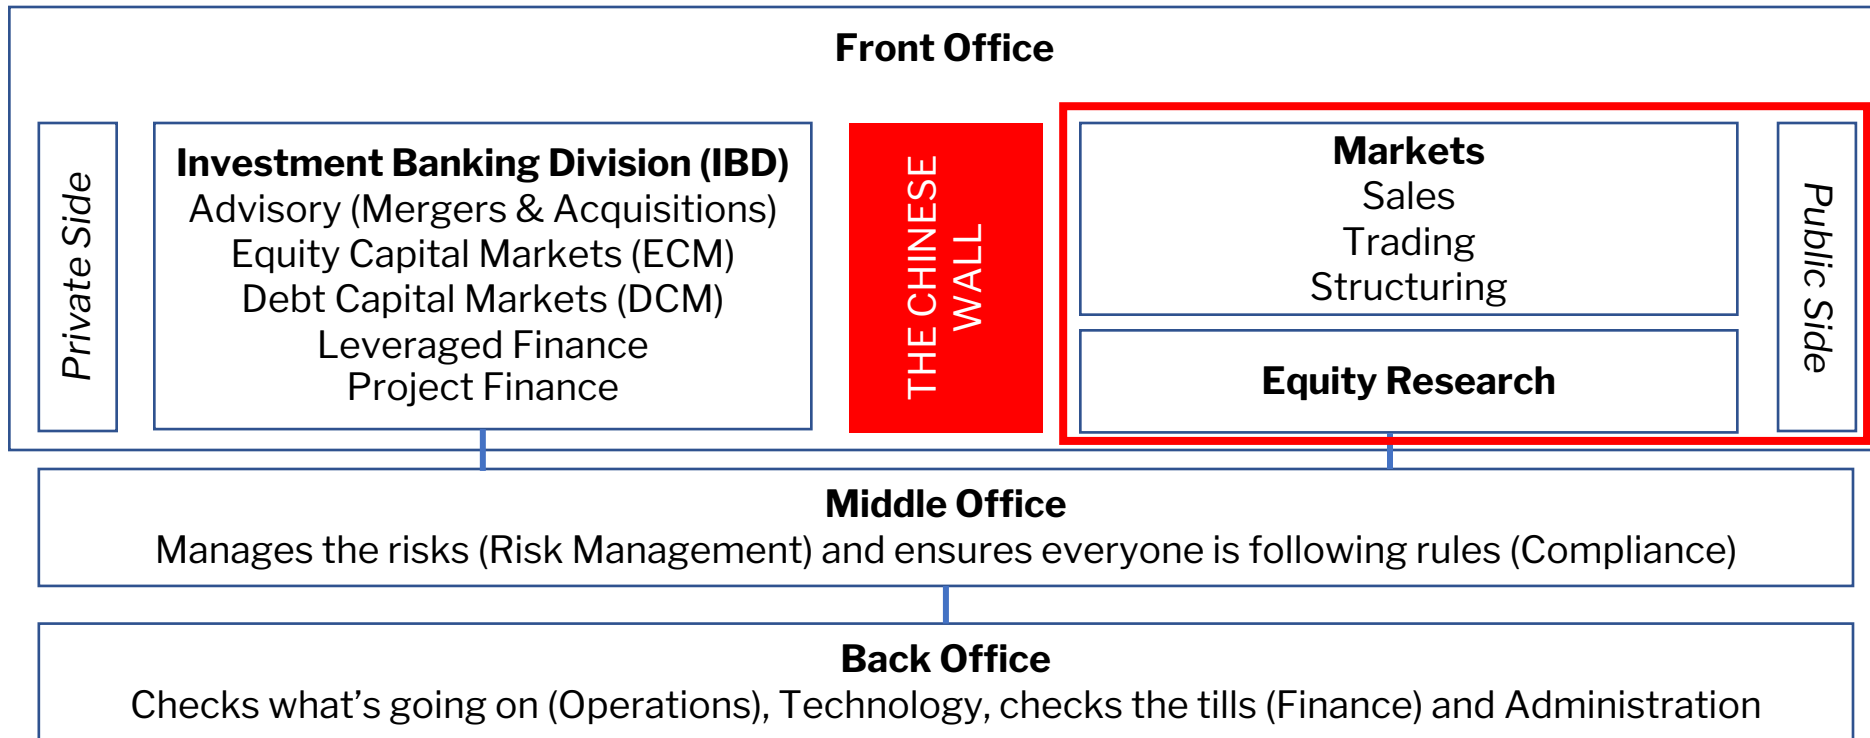 Front Office
Private Side
Investment Banking Division (IBD)
Advisory (Mergers & Acquisitions)
Equity Capital Markets (ECM)
Debt Capital Markets (DCM)
Leveraged Finance
Project Finance
THE CHINESE
WALL
Markets
Sales
Trading
Structuring
Equity Research
Public Side
Middle Office
Manages the risks (Risk Management) and ensures everyone is following rules (Compliance)
Back Office
Checks what's going on (Operations), Technology, checks the tills (Finance) and Administration